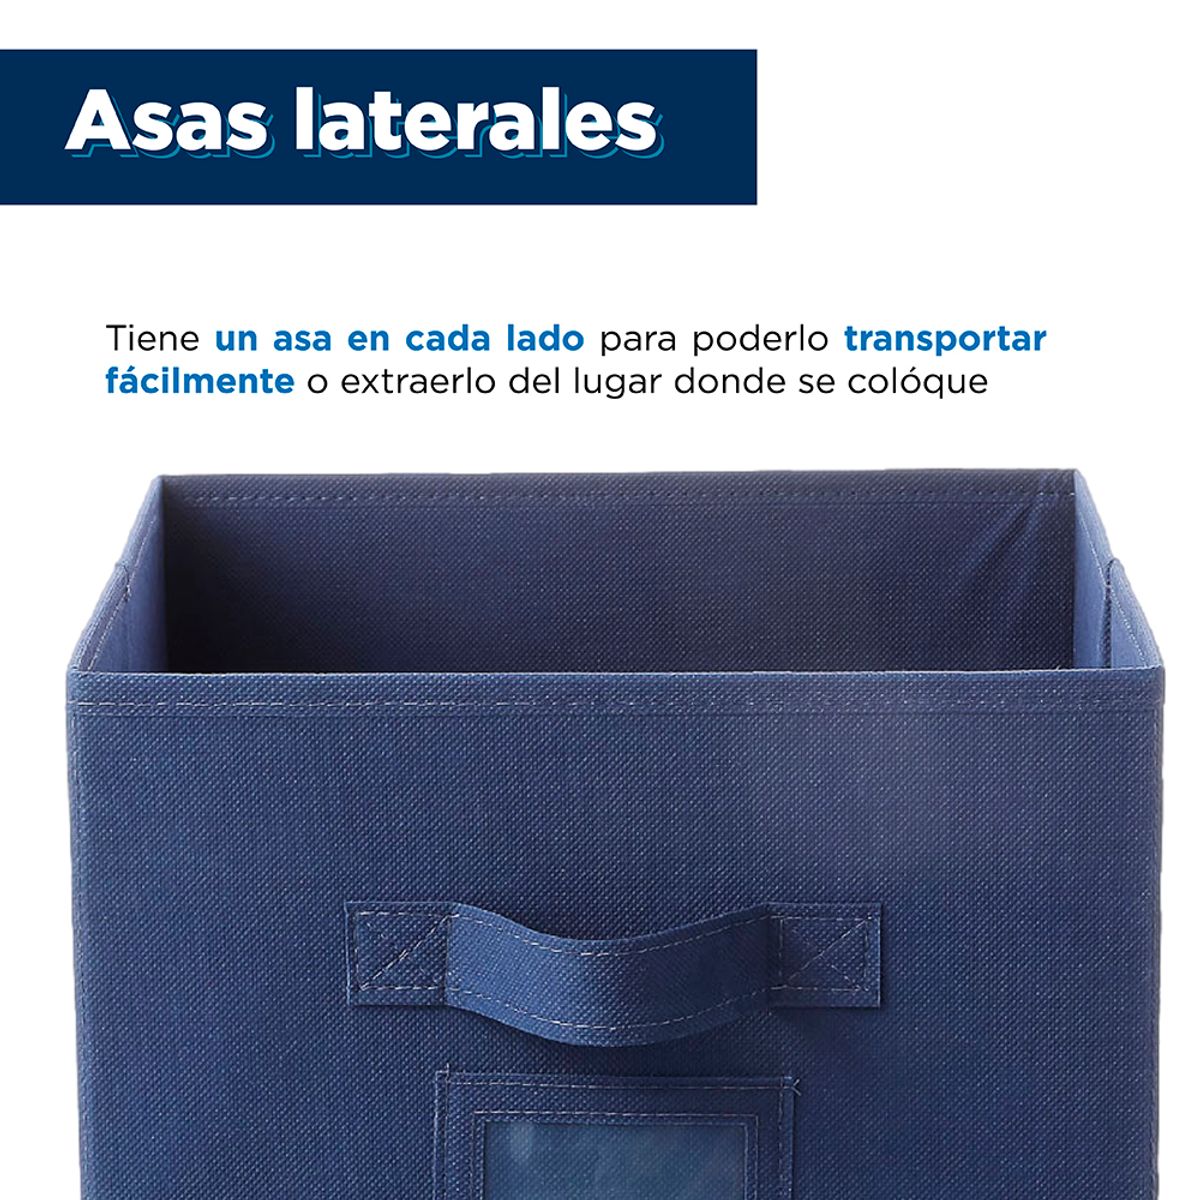 Asas laterales
Tiene un asa en cada lado para poderlo transportar
fácilmente o extraerlo del lugar donde se colóque